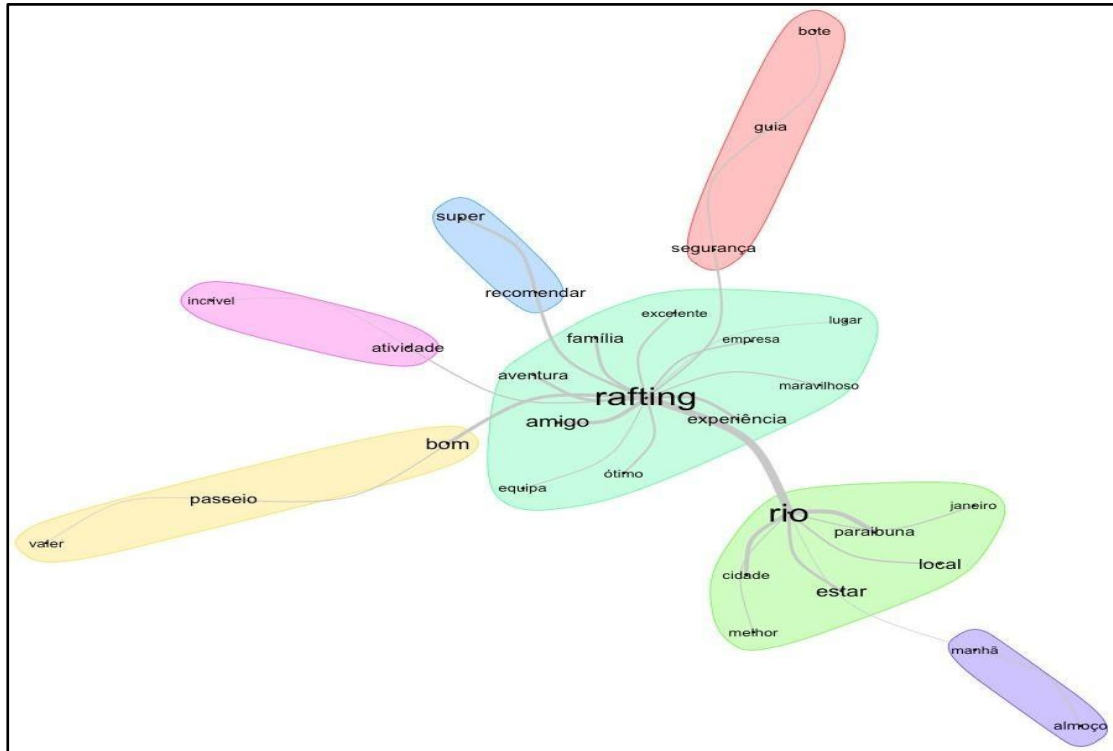 bote
guia
super
segurança
recomendar
incrível
excelente
lugar
família
empresa
atividade
aventura
maravilhoso
rafting
amigo
experiência
bom
ótimo
equipa
passeio
janeiro
rio
paraibuna
valer
local
cidade
estar
melhor
manhã
almoço